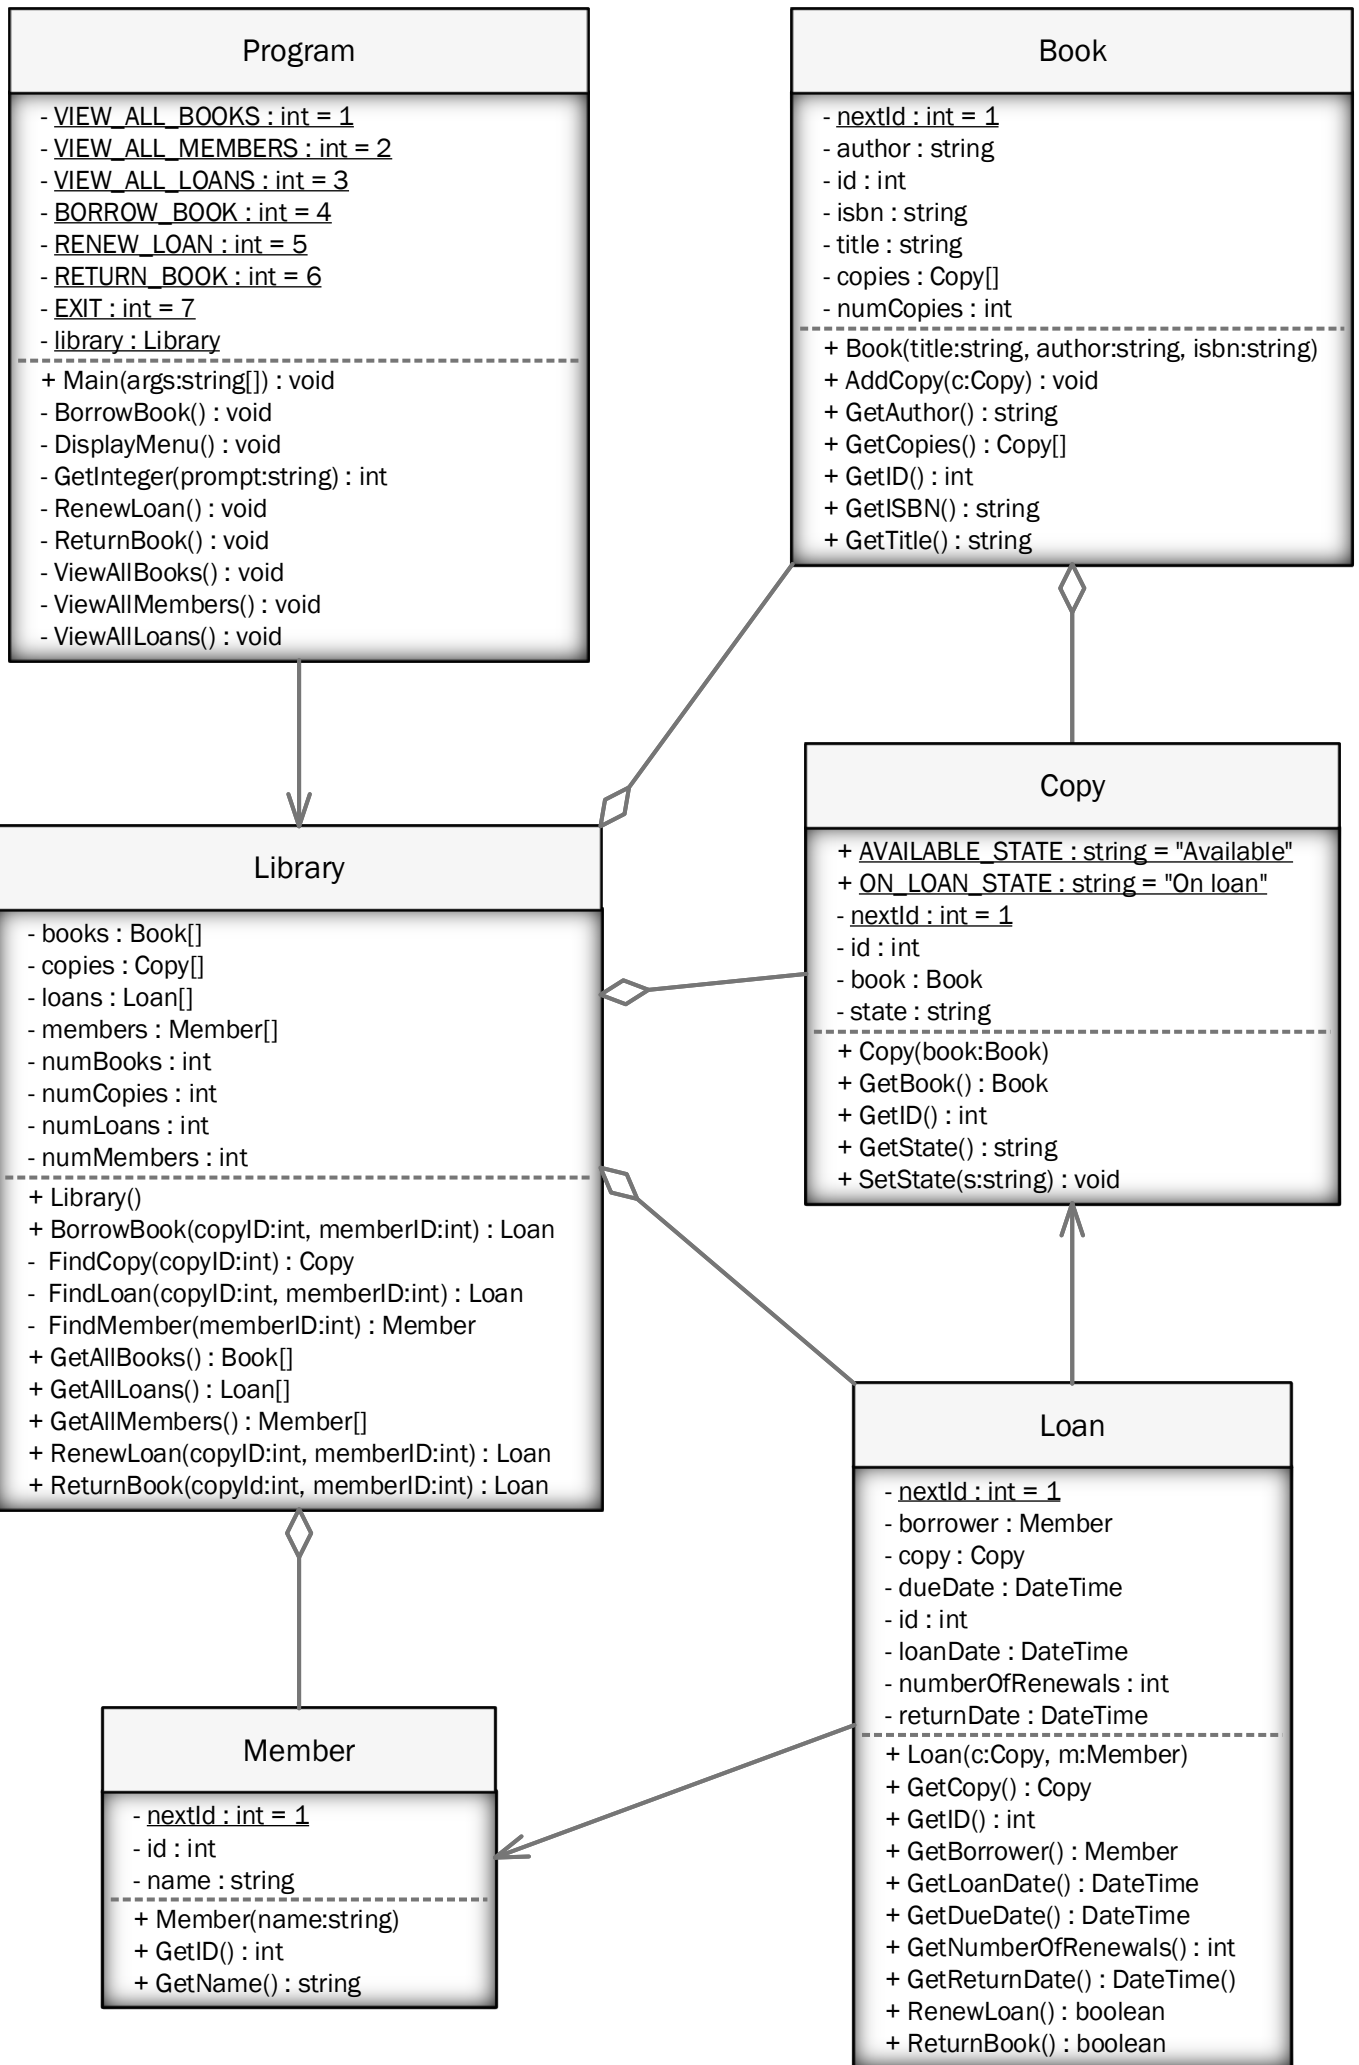 Program
- VIEW_ALL_BOOKS : int = 1
- VIEW_ALL_MEMBERS : int = 2
- VIEW_ALL_LOANS : int = 3
- BORROW_BOOK : int = 4
- RENEW_LOAN : int = 5
- RETURN_BOOK : int = 6
- EXIT : int = 7
- library : Library
+ Main(args:string[]) : void
- BorrowBook() : void
- DisplayMenu() : void
- GetInteger(prompt:string) : int
- RenewLoan() : void
- ReturnBook() : void
- ViewAllBooks() : void
- ViewAllMembers() : void
- ViewAllLoans() : void
Book
- nextId : int = 1
- author : string
- id : int
- isbn : string
- title : string
- copies : Copy[]
- numCopies : int
+ Book(title:string, author:string, isbn:string)
+ AddCopy(c:Copy) : void
+ GetAuthor() : string
+ GetCopies() : Copy[]
+ GetID() : int
+ GetISBN() : string
+ GetTitle() : string
Library
- books : Book[]
- copies : Copy[]
- loans : Loan[]
- members : Member[]
- numBooks : int
- numCopies : int
- numLoans : int
- numMembers : int
+ Library()
+ BorrowBook(copyID:int, memberID:int) : Loan
- FindCopy(copyID:int) : Copy
- FindLoan(copyID:int, memberID:int) : Loan
- FindMember(memberID:int) : Member
+ GetAllBooks() : Book[]
+ GetAllLoans() : Loan[]
+ GetAllMembers() : Member[]
+ RenewLoan(copyID:int, memberID:int) : Loan
+ ReturnBook(copyId:int, memberID:int) : Loan
Copy
+ AVAILABLE_STATE : string = "Available"
+ ON_LOAN_STATE : string = "On loan"
- nextId : int = 1
- id : int
- book : Book
- state : string
+ Copy(book:Book)
+ GetBook() : Book
+ GetID() : int
+ GetState() : string
+ SetState(s:string) : void
Loan
- nextId : int = 1
- borrower : Member
- copy : Copy
- dueDate : DateTime
- id : int
- loanDate : DateTime
- numberOfRenewals : int
- returnDate : DateTime
+ Loan(c:Copy, m:Member)
+ GetCopy() : Copy
+ GetID() : int
+ GetBorrower() : Member
+ GetLoanDate() : DateTime
+ GetDueDate() : DateTime
+ GetNumberOfRenewals() : int
+ GetReturnDate() : DateTime()
+ RenewLoan() : boolean
+ ReturnBook() : boolean
Member
- nextId : int = 1
- id : int
- name : string
+ Member(name:string)
+ GetID() : int
+ GetName() : string